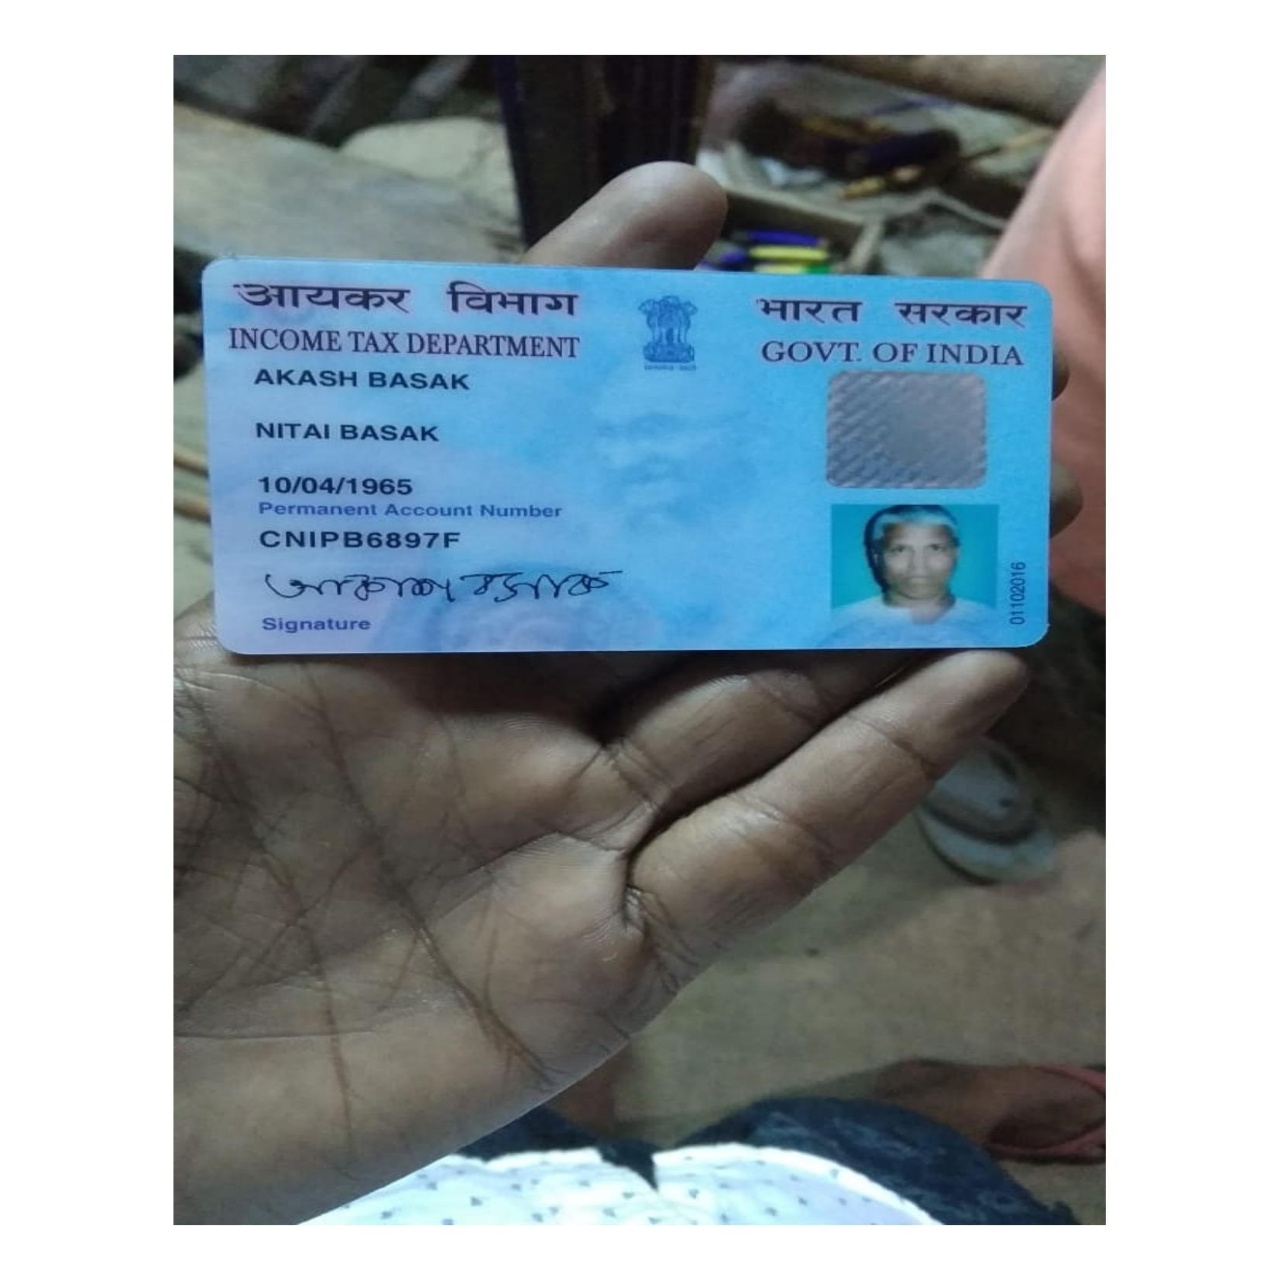 आयकर विभाग
INCOME TAX DEPARTMENT
भारत सरकार
GOVT. OF INDIA
AKASH BASAK
NITAI BASAK
10/04/1965
Permanent Account Number
CNIPB6897F
আকাশ বসাক
Signature
01102016